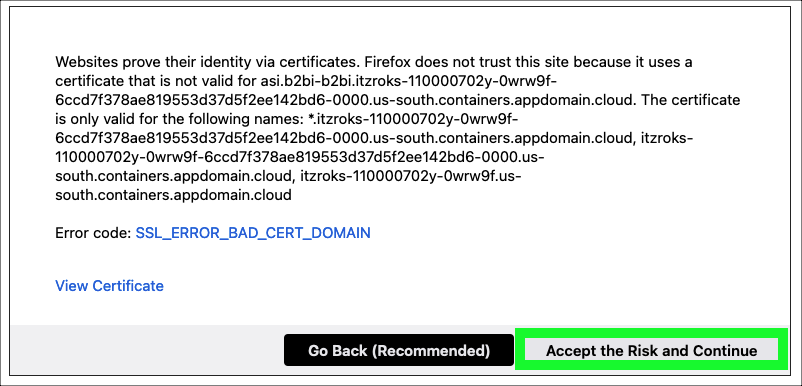 Websites prove their identity via certificates. Firefox does not trust this site because it uses a
certificate that is not valid for asi.b2bi-b2bi.itzroks-110000702y-0wrw9f-
6ccd7f378ae819553d37d5f2ee142bd6-0000.us-south.containers.appdomain.cloud. The certificate
is only valid for the following names: *.itzroks-110000702y-0wrw9f-
6ccd7f378ae819553d37d5f2ee142bd6-0000.us-south.containers.appdomain.cloud, itzroks-
110000702y-0wrw9f-6ccd7f378ae819553d37d5f2ee142bd6-0000.us-
south.containers.appdomain.cloud, itzroks-110000702y-0wrw9f.us-
south.containers.appdomain.cloud
Error code: SSL_ERROR_BAD_CERT_DOMAIN
View Certificate
Go Back (Recommended) Accept the Risk and Continue